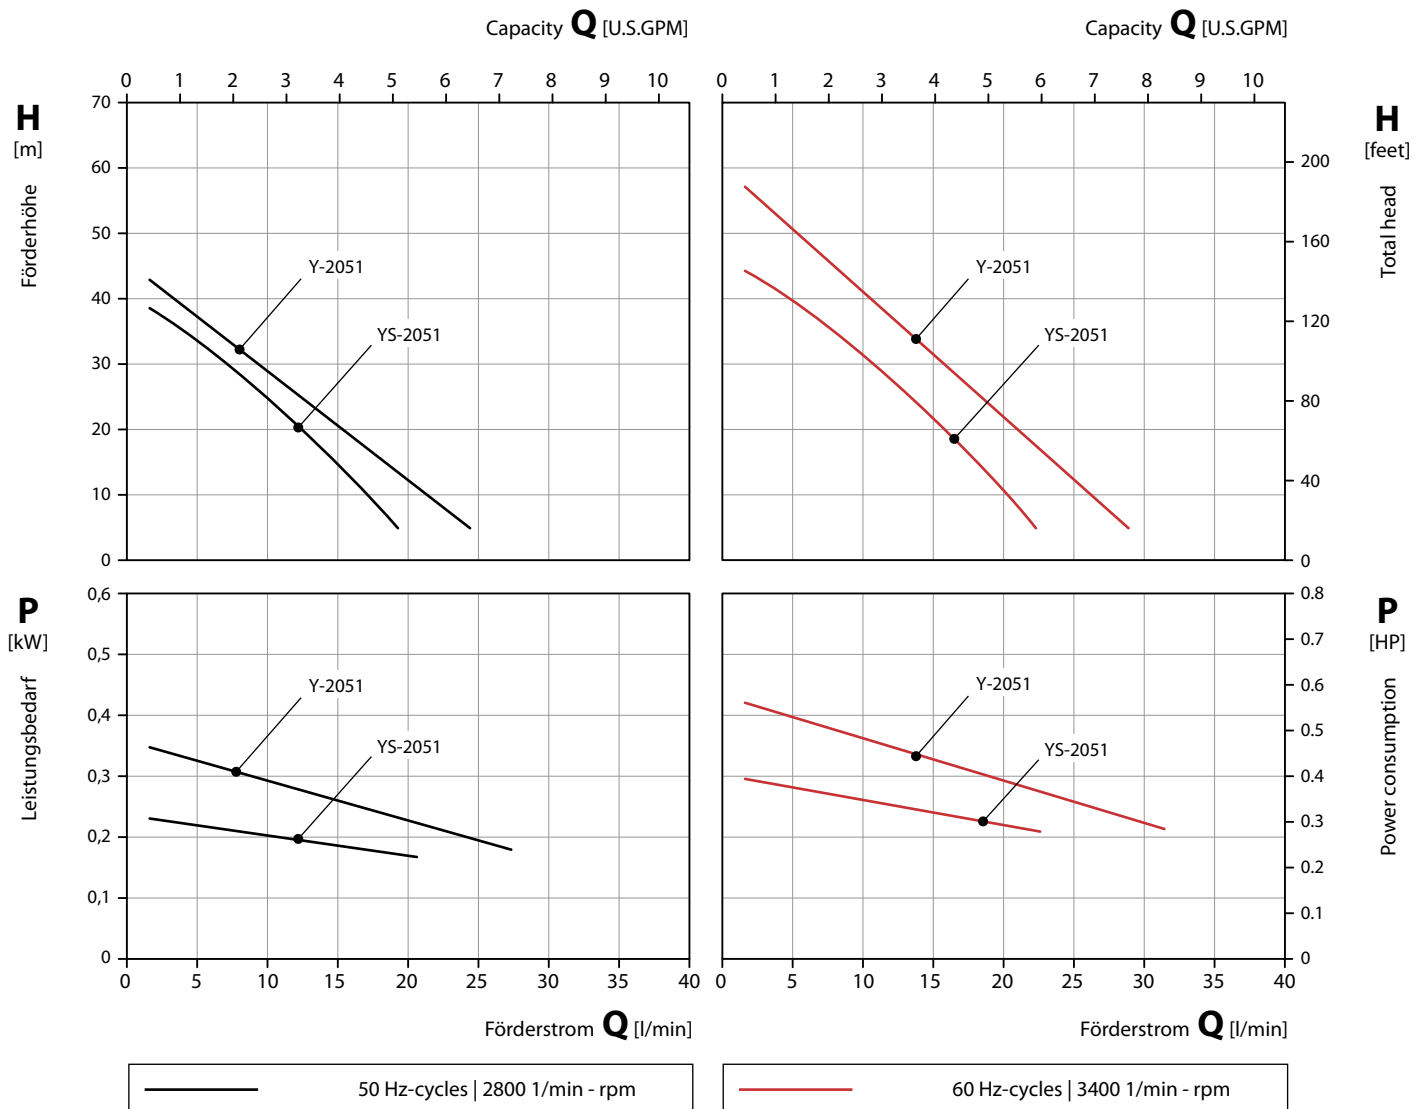 Capacity Q [U.S.GPM]
Capacity Q [U.S.GPM]
0 1 2 3 4 5 6 7 8 9 10
0 1 2 3 4 5 6 7 8 9 10
H
[m]
Förderhöhe
70
60
50
40
30
20
10
0
Y-2051
YS-2051
Y-2051
YS-2051
H
[feet]
Total head
200
160
120
80
40
0
P
[kW]
Leistungsbedarf
0,6
0,5
0,4
0,3
0,2
0,1
0
Y-2051
YS-2051
Y-2051
YS-2051
P
[HP]
Power consumption
0.8
0.7
0.6
0.5
0.4
0.3
0.2
0.1
0
0 5 10 15 20 25 30 35 40
0 5 10 15 20 25 30 35 40
Förderstrom Q [l/min]
Förderstrom Q [l/min]
50 Hz-cycles | 2800 1/min - rpm
60 Hz-cycles | 3400 1/min - rpm